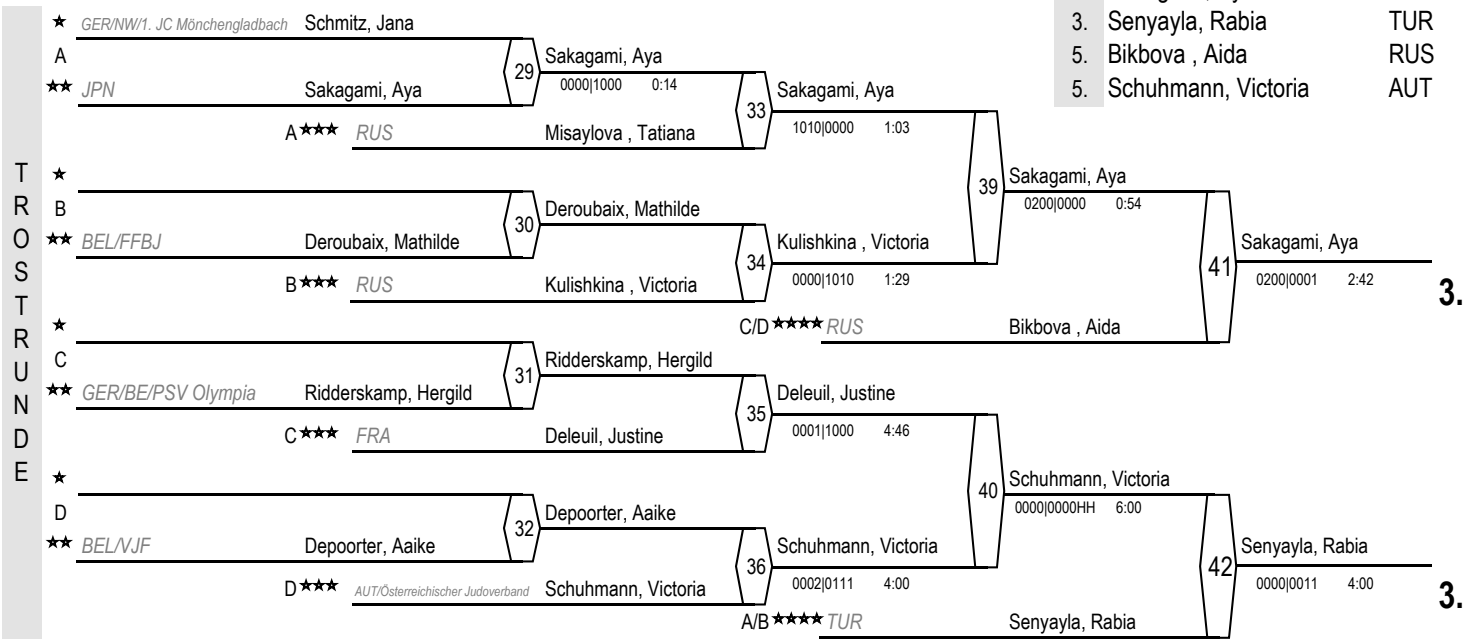 ★ GER/NW/1. JC Mönchengladbach Schmitz, Jana
3. Senyayla, Rabia TUR
A
Sakagami, Aya
5. Bikbova , Aida RUS
29
★★ JPN Sakagami, Aya
0000|1000 0:14
Sakagami, Aya
5. Schuhmann, Victoria AUT
33
A★★★ RUS Misaylova , Tatiana
1010|0000 1:03
TROSTRUNDE
★
Sakagami, Aya
39
B
Deroubaix, Mathilde
0200|0000 0:54
30
★★ BEL/FFBJ Deroubaix, Mathilde
Kulishkina , Victoria
Sakagami, Aya
34
41
B★★★ RUS Kulishkina , Victoria
0000|1010 1:29
0200|0001 2:42
3.
★
C/D★★★★ RUS Bikbova , Aida
C
Ridderskamp, Hergild
31
★★ GER/BE/PSV Olympia Ridderskamp, Hergild
Deleuil, Justine
35
C★★★ FRA Deleuil, Justine
0001|1000 4:46
★
Schuhmann, Victoria
40
D
Depoorter, Aaike
0000|0000HH 6:00
32
★★ BEL/VJF Depoorter, Aaike
Schuhmann, Victoria
Senyayla, Rabia
36
42
D★★★ AUT/Österreichischer Judoverband Schuhmann, Victoria
0002|0111 4:00
0000|0011 4:00
3.
A/B★★★★ TUR Senyayla, Rabia